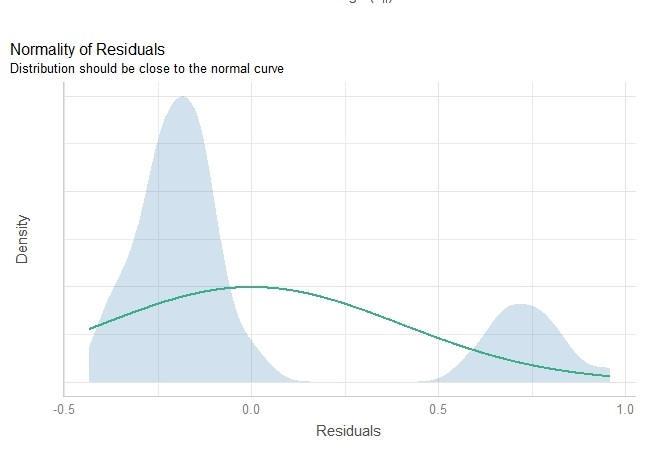 Normality of Residuals
Distribution should be close to the normal curve
Density
-0.5 0.0 0.5 1.0
Residuals